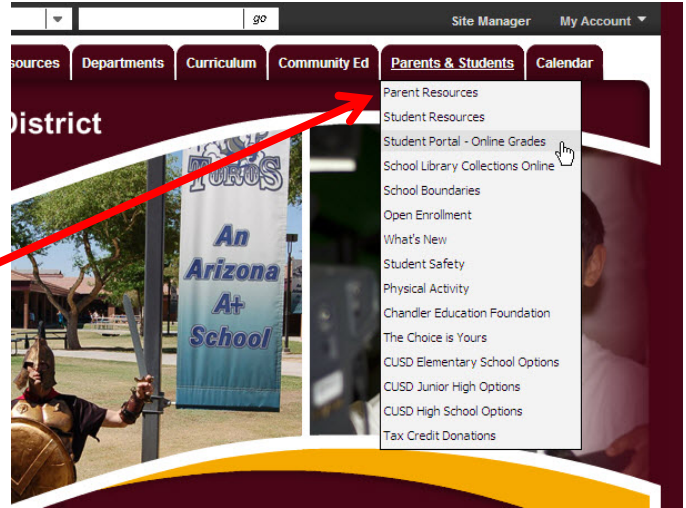 go
Site Manager My Account
sources Departments Curriculum Community Ed Parents & Students Calendar
District
Parent Resources
Student Resources
Student Portal - Online Grades
School Library Collections Online
School Boundaries
Open Enrollment
What's New
Student Safety
Physical Activity
Chandler Education Foundation
The Choice is Yours
CUSD Elementary School Options
CUSD Junior High Options
CUSD High School Options
Tax Credit Donations
TOROS
An
Arizona
A+
School